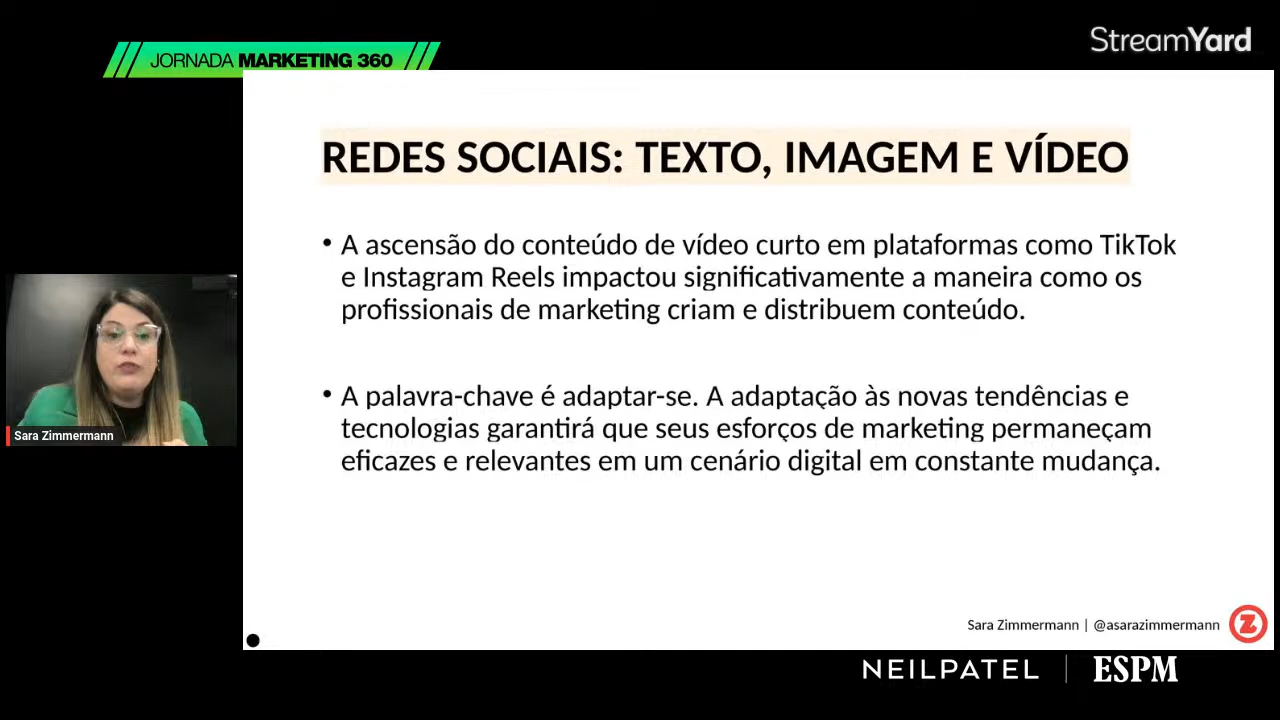 JORNADA MARKETING 360
StreamYard
REDES SOCIAIS: TEXTO, IMAGEM E VÍDEO
• A ascensão do conteúdo de vídeo curto em plataformas como TikTok
e Instagram Reels impactou significativamente a maneira como os
profissionais de marketing criam e distribuem conteúdo.
• A palavra-chave é adaptar-se. A adaptação às novas tendências e
tecnologias garantirá que seus esforços de marketing permaneçam
eficazes e relevantes em um cenário digital em constante mudança.
Sara Zimmermann
Sara Zimmermann | @asarazimmermann
Z
NEILPATEL | ESPM